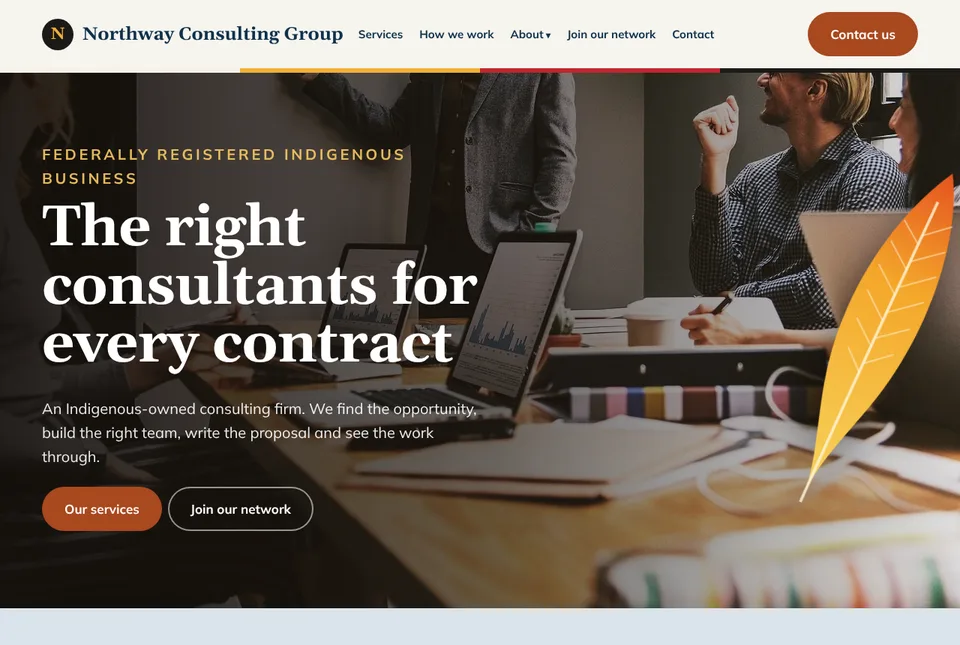 N Northway Consulting Group Services How we work About ▾ Join our network Contact Contact us
FEDERALLY REGISTERED INDIGENOUS
BUSINESS
The right
consultants for
every contract
An Indigenous-owned consulting firm. We find the opportunity,
build the right team, write the proposal and see the work
through.
Our services Join our network